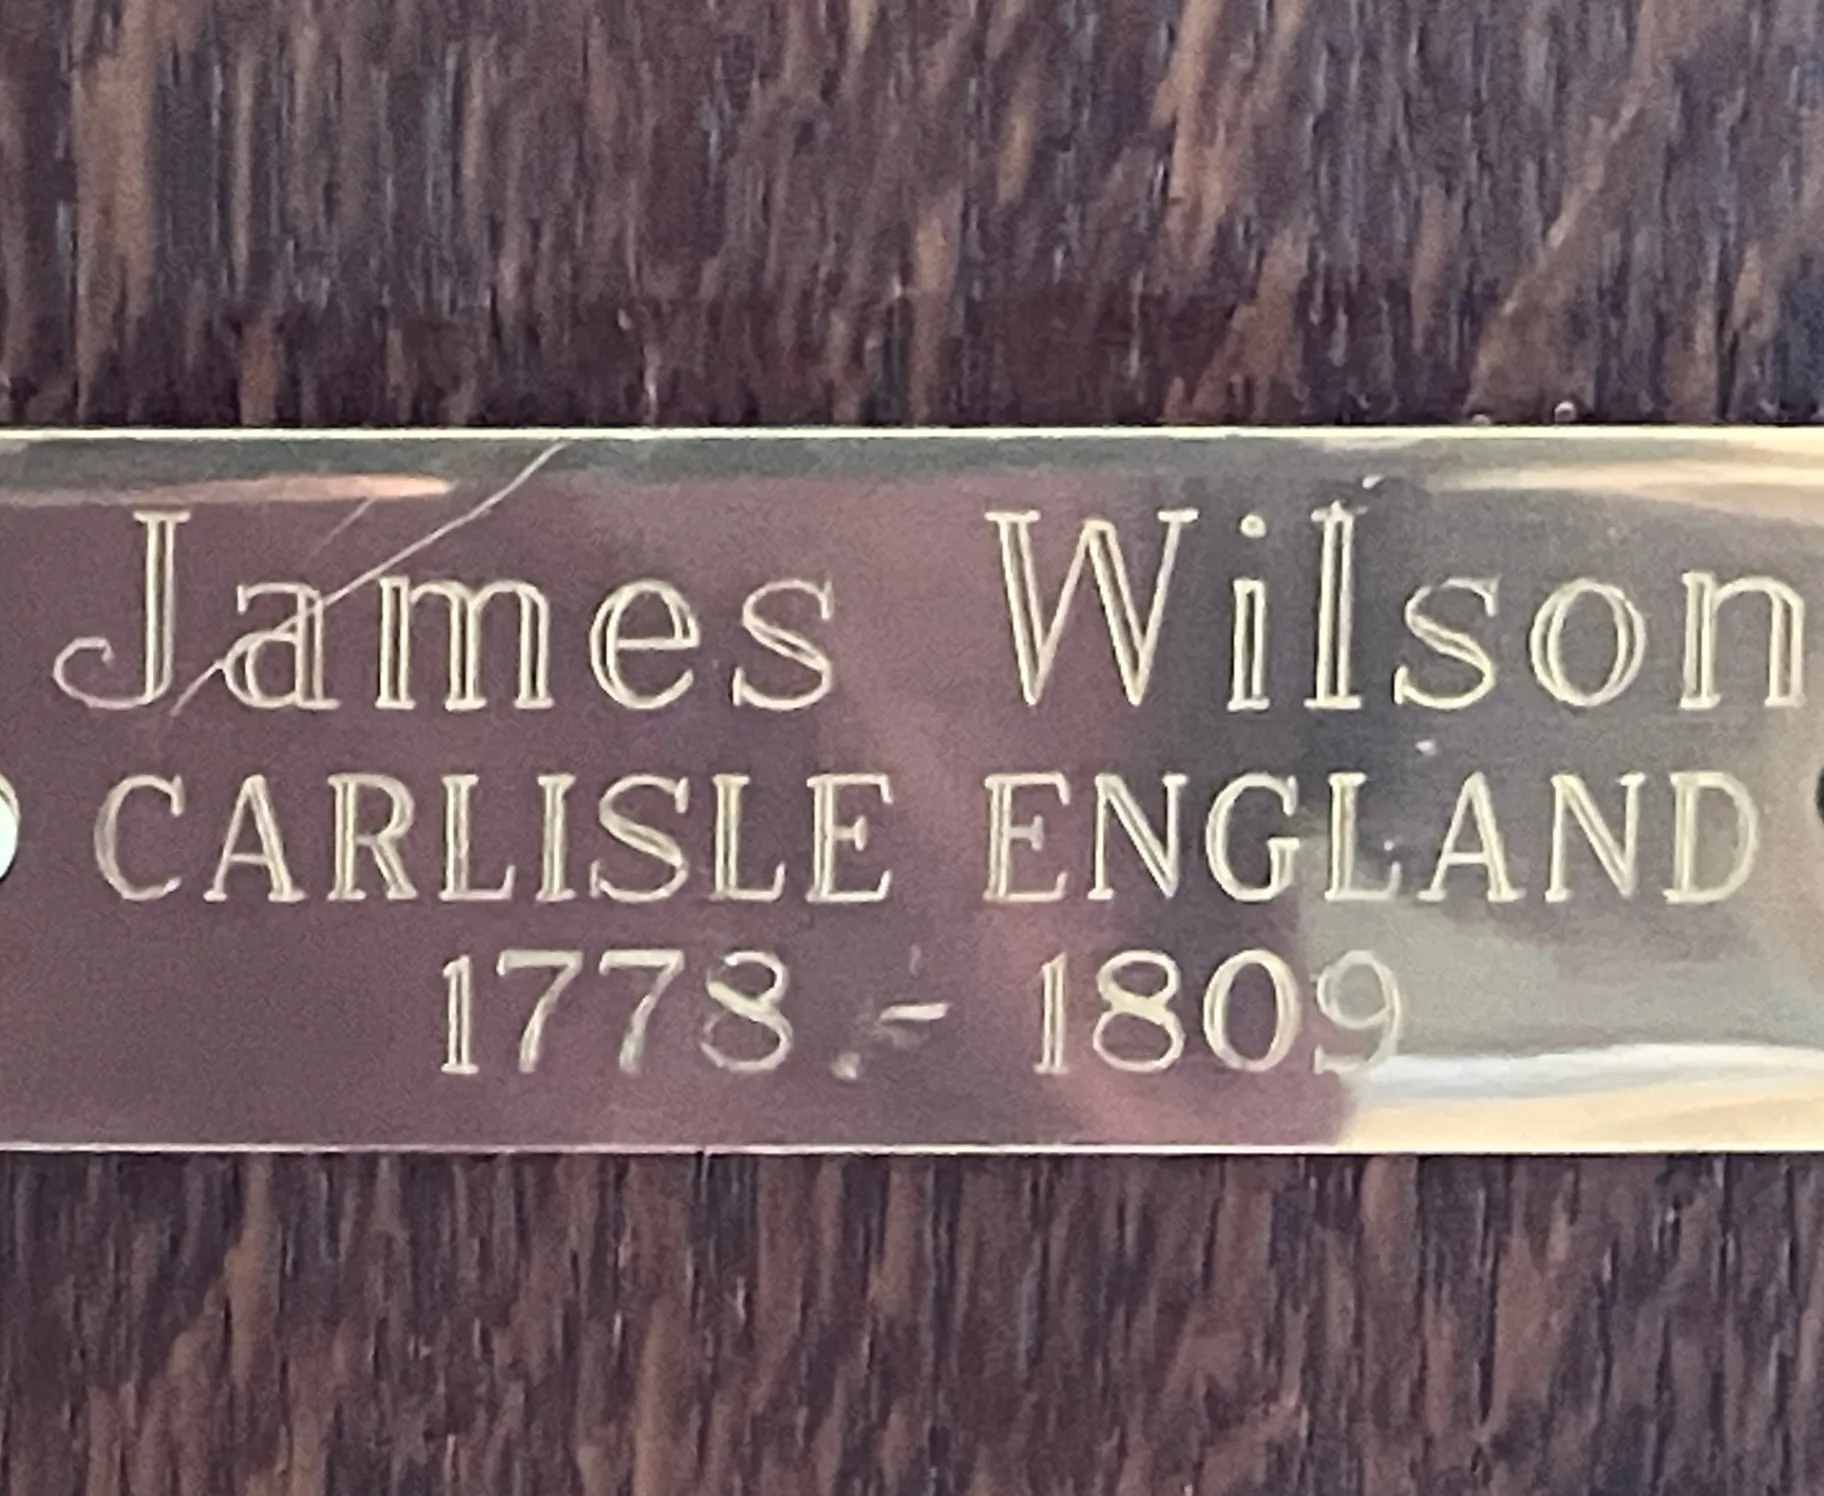 James Wilson
CARLISLE ENGLAND
1778 - 1809